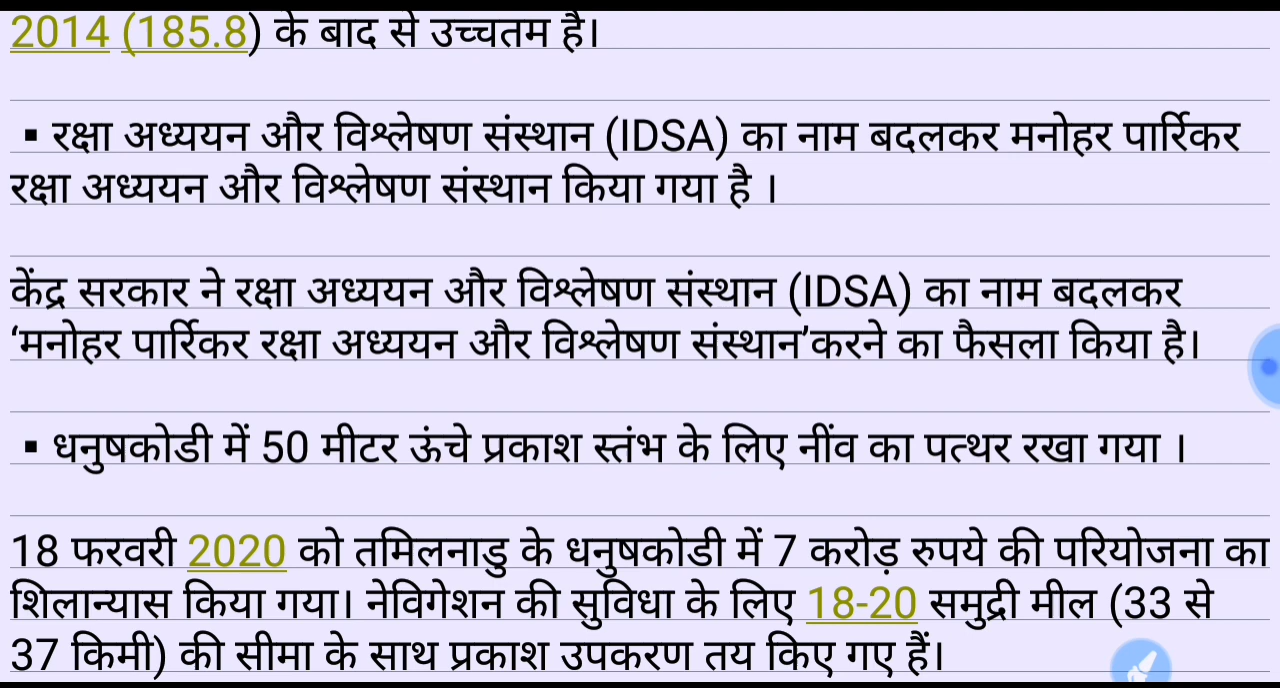 2014 (185.8) के बाद से उच्चतम है।
▪ रक्षा अध्ययन और विश्लेषण संस्थान (IDSA) का नाम बदलकर मनोहर पार्रिकर
रक्षा अध्ययन और विश्लेषण संस्थान किया गया है ।
केंद्र सरकार ने रक्षा अध्ययन और विश्लेषण संस्थान (IDSA) का नाम बदलकर
‘मनोहर पार्रिकर रक्षा अध्ययन और विश्लेषण संस्थान’करने का फैसला किया है।
▪ धनुषकोडी में 50 मीटर ऊंचे प्रकाश स्तंभ के लिए नींव का पत्थर रखा गया ।
18 फरवरी 2020 को तमिलनाडु के धनुषकोडी में 7 करोड़ रुपये की परियोजना का
शिलान्यास किया गया। नेविगेशन की सुविधा के लिए 18-20 समुद्री मील (33 से
37 किमी) की सीमा के साथ प्रकाश उपकरण तय किए गए हैं।